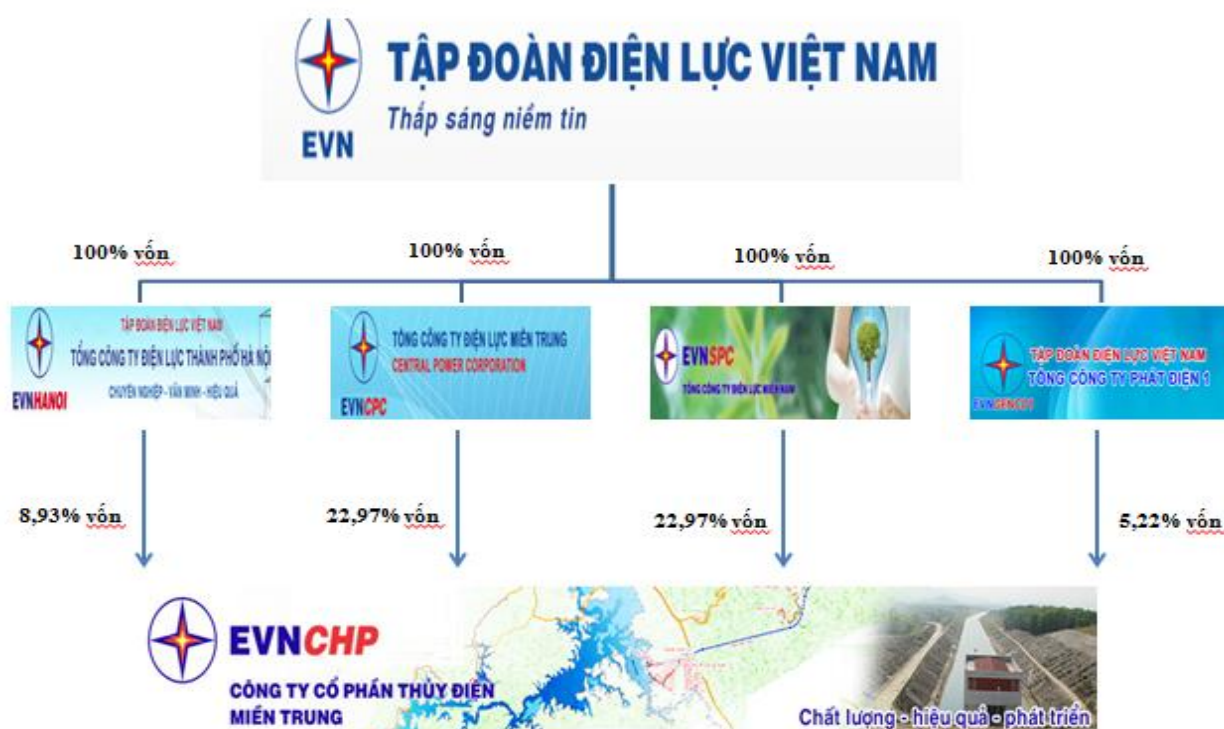 TẬP ĐOÀN ĐIỆN LỰC VIỆT NAM
Thắp sáng niềm tin
EVN
100% vốn
100% vốn
100% vốn
100% vốn
TẬP ĐOÀN ĐIỆN LỰC VIỆT NAM
TỔNG CÔNG TY ĐIỆN LỰC THÀNH PHỐ HÀ NỘI
CHUYÊN NGHIỆP - VĂN MINH - HIỆU QUẢ
EVNHANOI
TỔNG CÔNG TY ĐIỆN LỰC MIỀN TRUNG
CENTRAL POWER CORPORATION
EVNCPC
EVNSPC
TỔNG CÔNG TY ĐIỆN LỰC MIỀN NAM
TẬP ĐOÀN ĐIỆN LỰC VIỆT NAM
TỔNG CÔNG TY PHÁT ĐIỆN 1
EVNGENCO1
8,93% vốn
22,97% vốn
22,97% vốn
5,22% vốn
EVNCHP
CÔNG TY CỔ PHẦN THỦY ĐIỆN
MIỀN TRUNG
Chất lượng - hiệu quả - phát triển